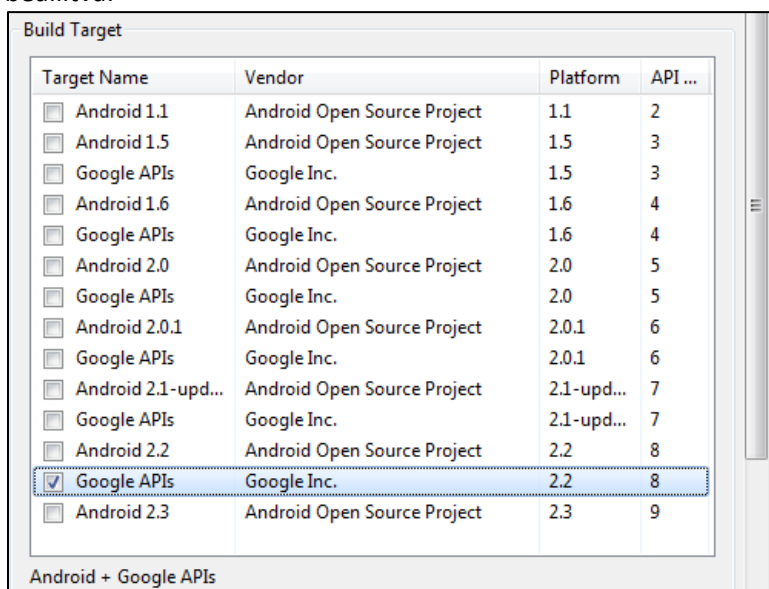 Build Target
Target Name Vendor Platform API ...
Android 1.1 Android Open Source Project 1.1 2
Android 1.5 Android Open Source Project 1.5 3
Google APIs Google Inc. 1.5 3
Android 1.6 Android Open Source Project 1.6 4
Google APIs Google Inc. 1.6 4
Android 2.0 Android Open Source Project 2.0 5
Google APIs Google Inc. 2.0 5
Android 2.0.1 Android Open Source Project 2.0.1 6
Google APIs Google Inc. 2.0.1 6
Android 2.1-upd... Android Open Source Project 2.1-upd... 7
Google APIs Google Inc. 2.1-upd... 7
Android 2.2 Android Open Source Project 2.2 8
Google APIs Google Inc. 2.2 8
Android 2.3 Android Open Source Project 2.3 9
Android + Google APIs